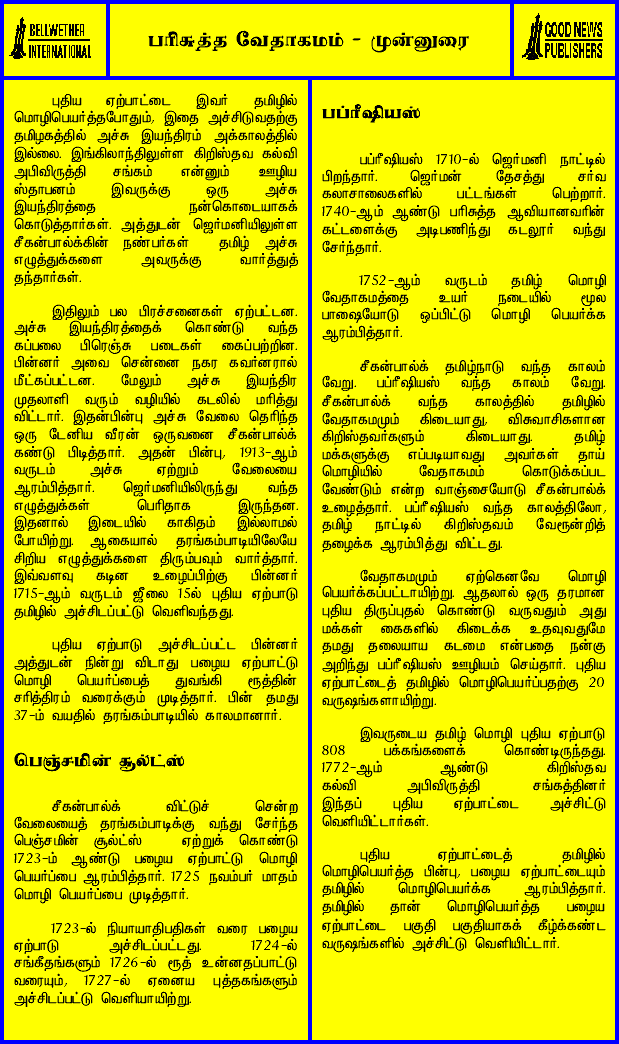 BELLWETHER
INTERNATIONAL
பரிசுத்த வேதாகமம் - முன்னுரை
GOOD NEWS
PUBLISHERS
புதிய ஏற்பாட்டை இவர் தமிழில்
மொழிபெயர்த்தபோதும், இதை அச்சிடுவதற்கு
தமிழகத்தில் அச்சு இயந்திரம் அக்காலத்தில்
இல்லை. இங்கிலாந்திலுள்ள கிறிஸ்தவ கல்வி
அபிவிருத்தி சங்கம் என்னும் ஊழிய
ஸ்தாபனம் இவருக்கு ஒரு அச்சு
இயந்திரத்தை நன்கொடையாகக்
கொடுத்தார்கள். அத்துடன் ஜெர்மனியிலுள்ள
சீகன்பால்க்கின் நண்பர்கள் தமிழ் அச்சு
எழுத்துக்களை அவருக்கு வார்த்துத்
தந்தார்கள்.
இதிலும் பல பிரச்சனைகள் ஏற்பட்டன.
அச்சு இயந்திரத்தைக் கொண்டு வந்த
கப்பலை பிரெஞ்சு படைகள் கைப்பற்றின.
பின்னர் அவை சென்னை நகர கவர்னரால்
மீட்கப்பட்டன. மேலும் அச்சு இயந்திர
முதலாளி வரும் வழியில் கடலில் மரித்து
விட்டார். இதன்பின்பு அச்சு வேலை தெரிந்த
ஒரு டேனிய வீரன் ஒருவனை சீகன்பால்க்
கண்டு பிடித்தார். அதன் பின்பு, 1913-ஆம்
வருடம் அச்சு ஏற்றும் வேலையை
ஆரம்பித்தார். ஜெர்மனியிலிருந்து வந்த
எழுத்துக்கள் பெரிதாக இருந்தன.
இதனால் இடையில் காகிதம் இல்லாமல்
போயிற்று. ஆகையால் தரங்கம்பாடியிலேயே
சிறிய எழுத்துக்களை திரும்பவும் வார்த்தார்.
இவ்வளவு கடின உழைப்பிற்கு பின்னர்
1715-ஆம் வருடம் ஜீலை 15ல் புதிய ஏற்பாடு
தமிழில் அச்சிடப்பட்டு வெளிவந்தது.
புதிய ஏற்பாடு அச்சிடப்பட்ட பின்னர்
அத்துடன் நின்று விடாது பழைய ஏற்பாட்டு
மொழி பெயர்ப்பைத் துவங்கி ரூத்தின்
சரித்திரம் வரைக்கும் முடித்தார். பின் தமது
37-ம் வயதில் தரங்கம்பாடியில் காலமானார்.
பெஞ்சமின் சூல்ட்ஸ்
சீகன்பால்க் விட்டுச் சென்ற
வேலையைத் தரங்கம்பாடிக்கு வந்து சேர்ந்த
பெஞ்சமின் சூல்ட்ஸ் ஏற்றுக் கொண்டு
1723-ம் ஆண்டு பழைய ஏற்பாட்டு மொழி
பெயர்ப்பை ஆரம்பித்தார். 1725 நவம்பர் மாதம்
மொழி பெயர்ப்பை முடித்தார்.
1723-ல் நியாயாதிபதிகள் வரை பழைய
ஏற்பாடு அச்சிடப்பட்டது. 1724-ல்
சங்கீதங்களும் 1726-ல் ரூத் உன்னதப்பாட்டு
வரையும், 1727-ல் ஏனைய புத்தகங்களும்
அச்சிடப்பட்டு வெளியாயிற்று.
பப்ரீஷியஸ்
பப்ரீஷியஸ் 1710-ல் ஜெர்மனி நாட்டில்
பிறந்தார். ஜெர்மன் தேசத்து சர்வ
கலாசாலைகளில் பட்டங்கள் பெற்றார்.
1740-ஆம் ஆண்டு பரிசுத்த ஆவியானவரின்
கட்டளைக்கு அடிபணிந்து கடலூர் வந்து
சேர்ந்தார்.
1752-ஆம் வருடம் தமிழ் மொழி
வேதாகமத்தை உயர் நடையில் மூல
பாஷையோடு ஒப்பிட்டு மொழி பெயர்க்க
ஆரம்பித்தார்.
சீகன்பால்க் தமிழ்நாடு வந்த காலம்
வேறு. பப்ரீஷியஸ் வந்த காலம் வேறு.
சீகன்பால்க் வந்த காலத்தில் தமிழில்
வேதாகமமும் கிடையாது, விசுவாசிகளான
கிறிஸ்தவர்களும் கிடையாது. தமிழ்
மக்களுக்கு எப்படியாவது அவர்கள் தாய்
மொழியில் வேதாகமம் கொடுக்கப்பட
வேண்டும் என்ற வாஞ்சையோடு சீகன்பால்க்
உழைத்தார். பப்ரீஷியஸ் வந்த காலத்திலோ,
தமிழ் நாட்டில் கிறிஸ்தவம் வேரூன்றித்
தழைக்க ஆரம்பித்து விட்டது.
வேதாகமமும் ஏற்கெனவே மொழி
பெயர்க்கப்பட்டாயிற்று. ஆதலால் ஒரு தரமான
புதிய திருப்புதல் கொண்டு வருவதும் அது
மக்கள் கைகளில் கிடைக்க உதவுவதுமே
தமது தலையாய கடமை என்பதை நன்கு
அறிந்து பப்ரீஷியஸ் ஊழியம் செய்தார். புதிய
ஏற்பாட்டைத் தமிழில் மொழிபெயர்ப்பதற்கு 20
வருஷங்களாயிற்று.
இவருடைய தமிழ் மொழி புதிய ஏற்பாடு
808 பக்கங்களைக் கொண்டிருந்தது.
1772-ஆம் ஆண்டு கிறிஸ்தவ
கல்வி அபிவிருத்தி சங்கத்தினர்
இந்தப் புதிய ஏற்பாட்டை அச்சிட்டு
வெளியிட்டார்கள்.
புதிய ஏற்பாட்டைத் தமிழில்
மொழிபெயர்த்த பின்பு, பழைய ஏற்பாட்டையும்
தமிழில் மொழிபெயர்க்க ஆரம்பித்தார்.
தமிழில் தான் மொழிபெயர்த்த பழைய
ஏற்பாட்டை பகுதி பகுதியாகக் கீழ்க்கண்ட
வருஷங்களில் அச்சிட்டு வெளியிட்டார்.